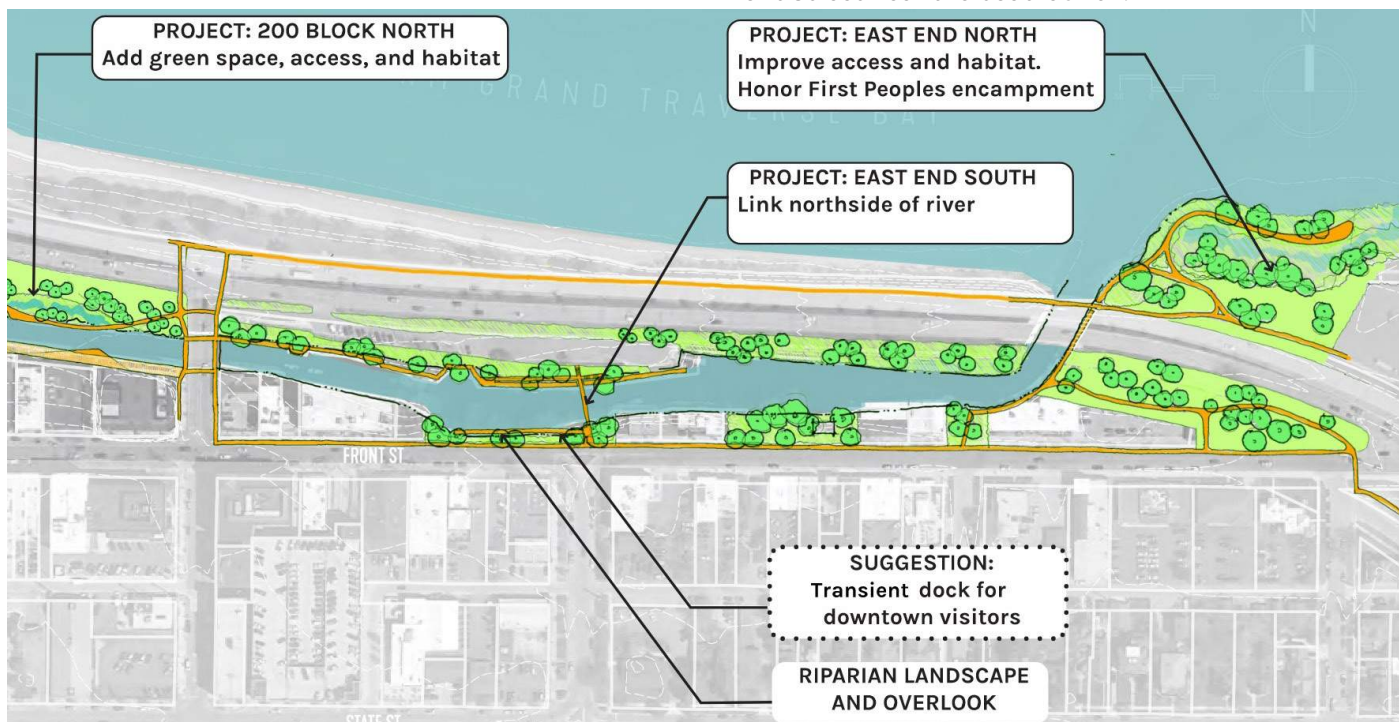 PROJECT: 200 BLOCK NORTH
Add green space, access, and habitat
PROJECT: EAST END NORTH
Improve access and habitat.
Honor First Peoples encampment
N
GRAND TRAVERSE BAY
PROJECT: EAST END SOUTH
Link northside of river
FRONT ST
SUGGESTION:
Transient dock for
downtown visitors
RIPARIAN LANDSCAPE
AND OVERLOOK
STATE ST